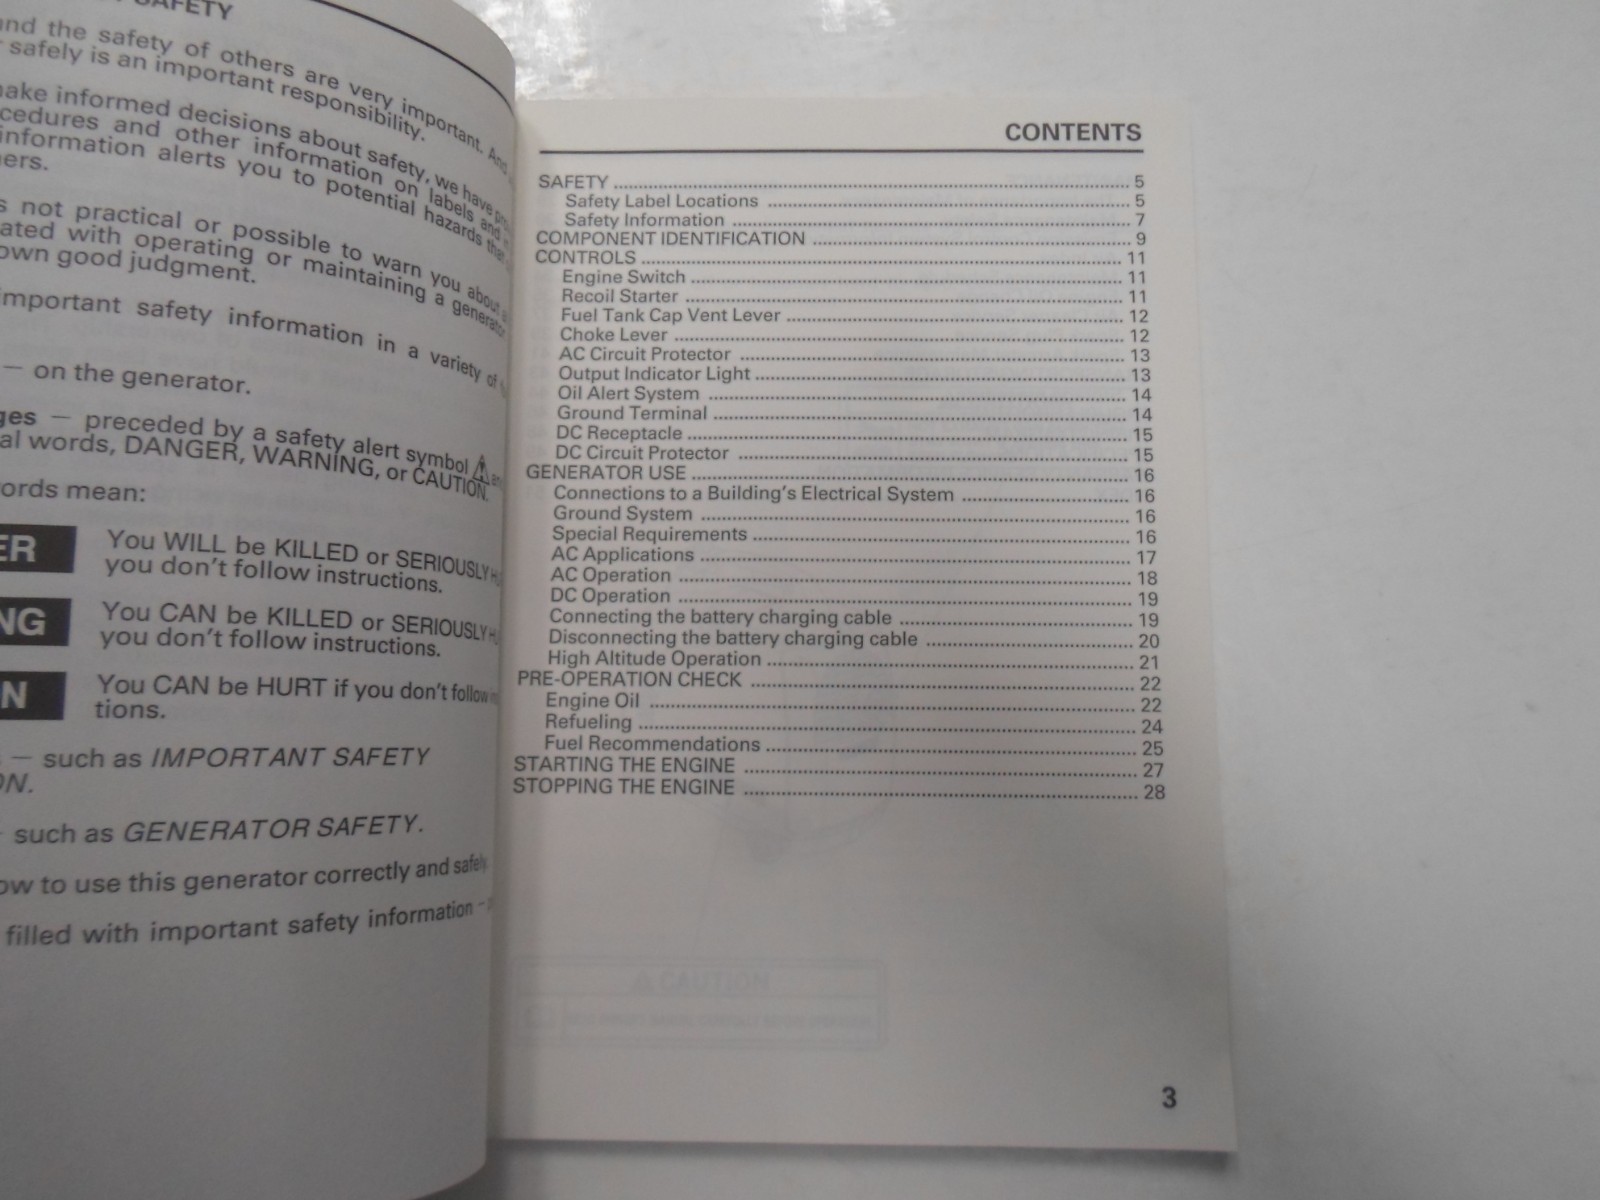 SAFETY
and the safety of others are very important. And
safely is an important responsibility.
make informed decisions about safety, we have
procedures and other information on labels and
information alerts you to potential hazards that
not practical or possible to warn you about
with operating or maintaining a generator
own good judgment.
important safety information in a variety of
— on the generator.
— preceded by a safety alert symbol ⚠
words, DANGER, WARNING, or CAUTION.
words mean:
You WILL be KILLED or SERIOUSLY
you don't follow instructions.
You CAN be KILLED or SERIOUSLY
you don't follow instructions.
You CAN be HURT if you don't follow
tions.
— such as IMPORTANT SAFETY
such as GENERATOR SAFETY.
how to use this generator correctly and safely.
filled with important safety information –
CONTENTS
SAFETY 5
Safety Label Locations 5
Safety Information 7
COMPONENT IDENTIFICATION 9
CONTROLS 11
Engine Switch 11
Recoil Starter 11
Fuel Tank Cap Vent Lever 12
Choke Lever 12
AC Circuit Protector 13
Output Indicator Light 13
Oil Alert System 14
Ground Terminal 14
DC Receptacle 15
DC Circuit Protector 15
GENERATOR USE 16
Connections to a Building's Electrical System 16
Ground System 16
Special Requirements 16
AC Applications 17
AC Operation 18
DC Operation 19
Connecting the battery charging cable 19
Disconnecting the battery charging cable 20
High Altitude Operation 21
PRE-OPERATION CHECK 22
Engine Oil 22
Refueling 24
Fuel Recommendations 25
STARTING THE ENGINE 27
STOPPING THE ENGINE 28
3